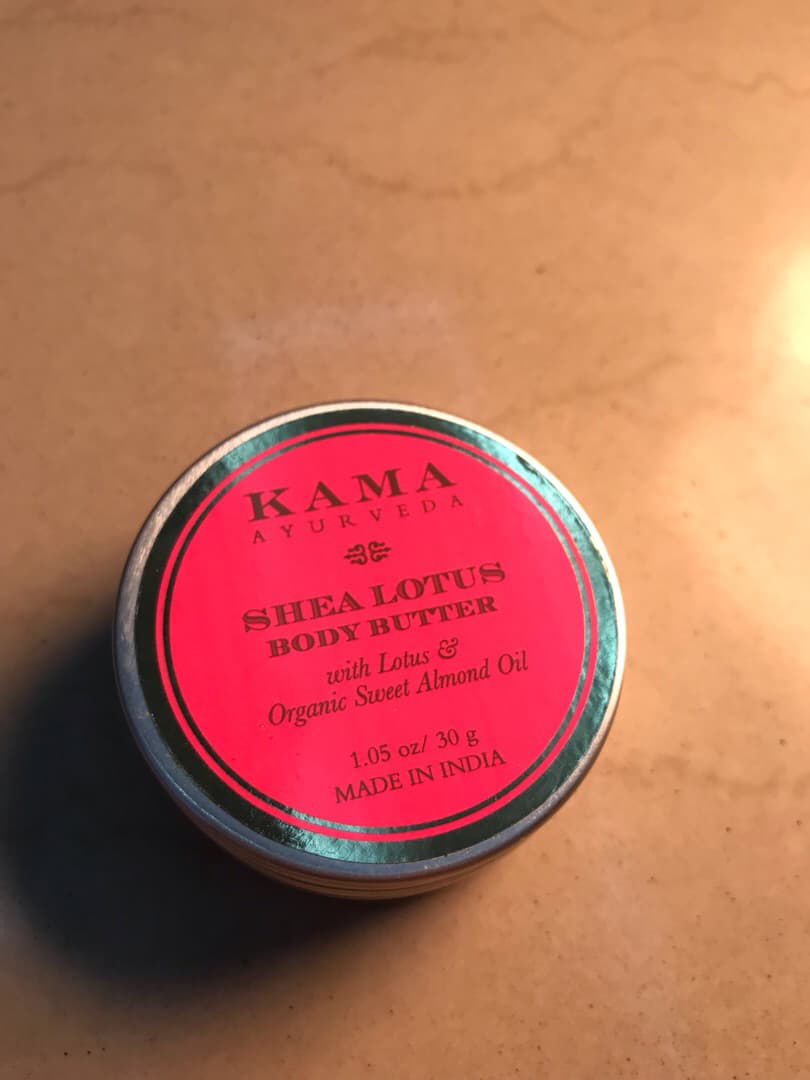 KAMA
AYURVEDA
SHEA LOTUS
BODY BUTTER
with Lotus &
Organic Sweet Almond Oil
1.05 oz/ 30 g
MADE IN INDIA